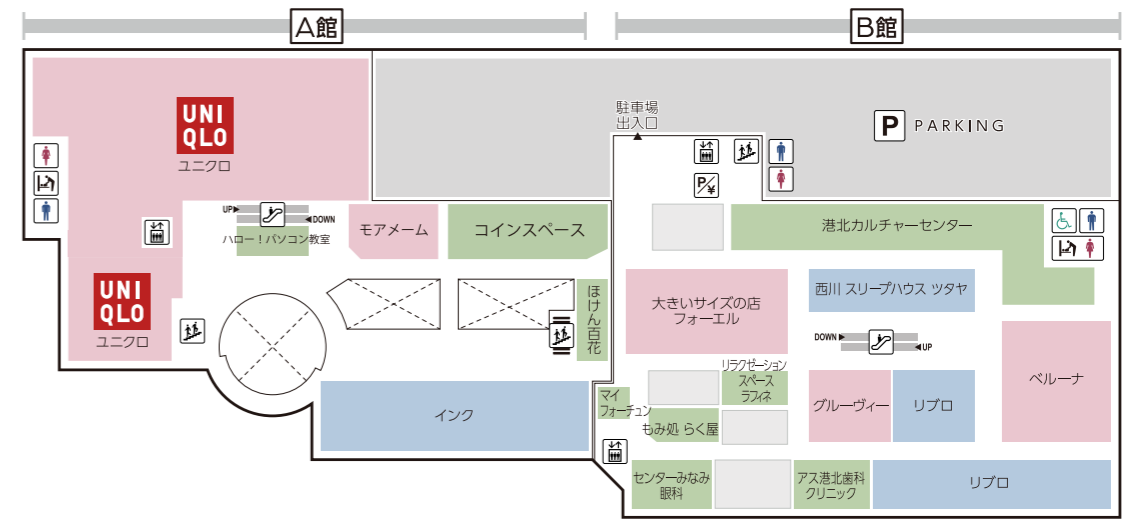 A館
B館
UNI
QLO
ユニクロ
駐車場
出入口
P PARKING
P/¥
UP
DOWN
ハロー!パソコン教室
モアメーム
コインスペース
港北カルチャーセンター
UNI
QLO
ユニクロ
ほけん百花
大きいサイズの店
フォーエル
西川 スリープハウス ツタヤ
DOWN
UP
リラクゼーション
スペース
ラフィネ
ベルーナ
インク
マイ
フォーチュン
もみ処 らく屋
グルーヴィー
リブロ
センターみなみ
眼科
アス港北歯科
クリニック
リブロ